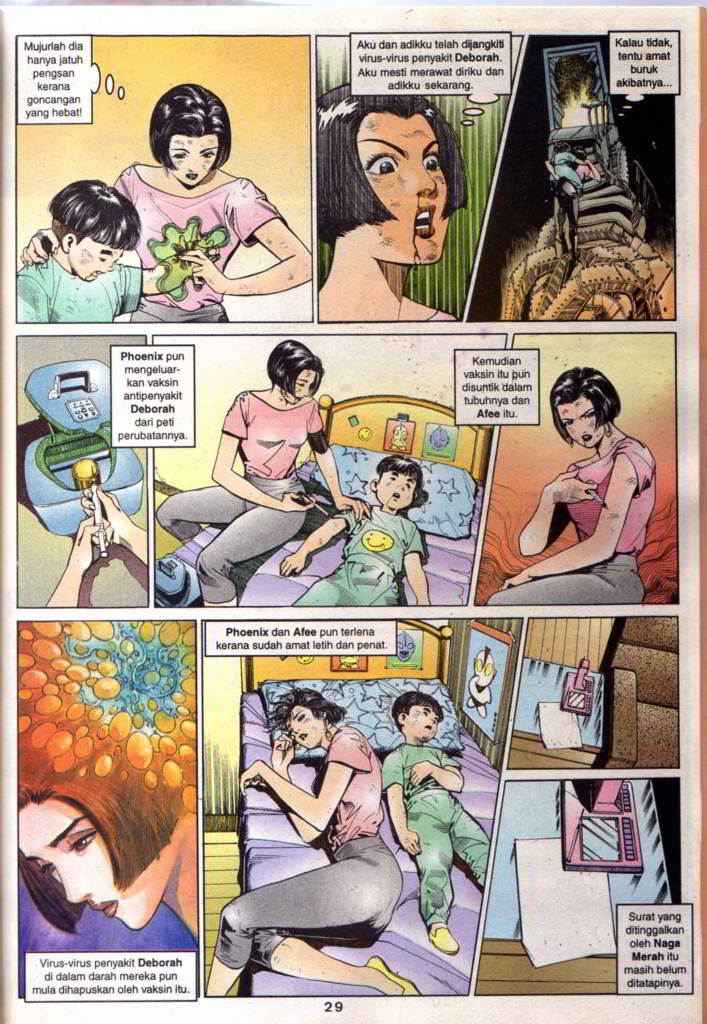 Mujurlah dia
hanya jatuh
pengsan
kerana
goncangan
yang hebat!
Aku dan adikku telah dijangkiti
virus-virus penyakit Deborah.
Aku mesti merawat diriku dan
adikku sekarang.
Kalau tidak,
tentu amat
buruk
akibatnya...
Phoenix pun
mengeluar-
kan vaksin
antipenyakit
Deborah
dari peti
perubatannya.
Kemudian
vaksin itu pun
disuntik dalam
tubuhnya dan
Afee itu.
Virus-virus penyakit Deborah
di dalam darah mereka pun
mula dihapuskan oleh vaksin itu.
Phoenix dan Afee pun terlena
kerana sudah amat letih dan penat.
Surat yang
ditinggalkan
oleh Naga
Merah itu
masih belum
ditatapinya.
29